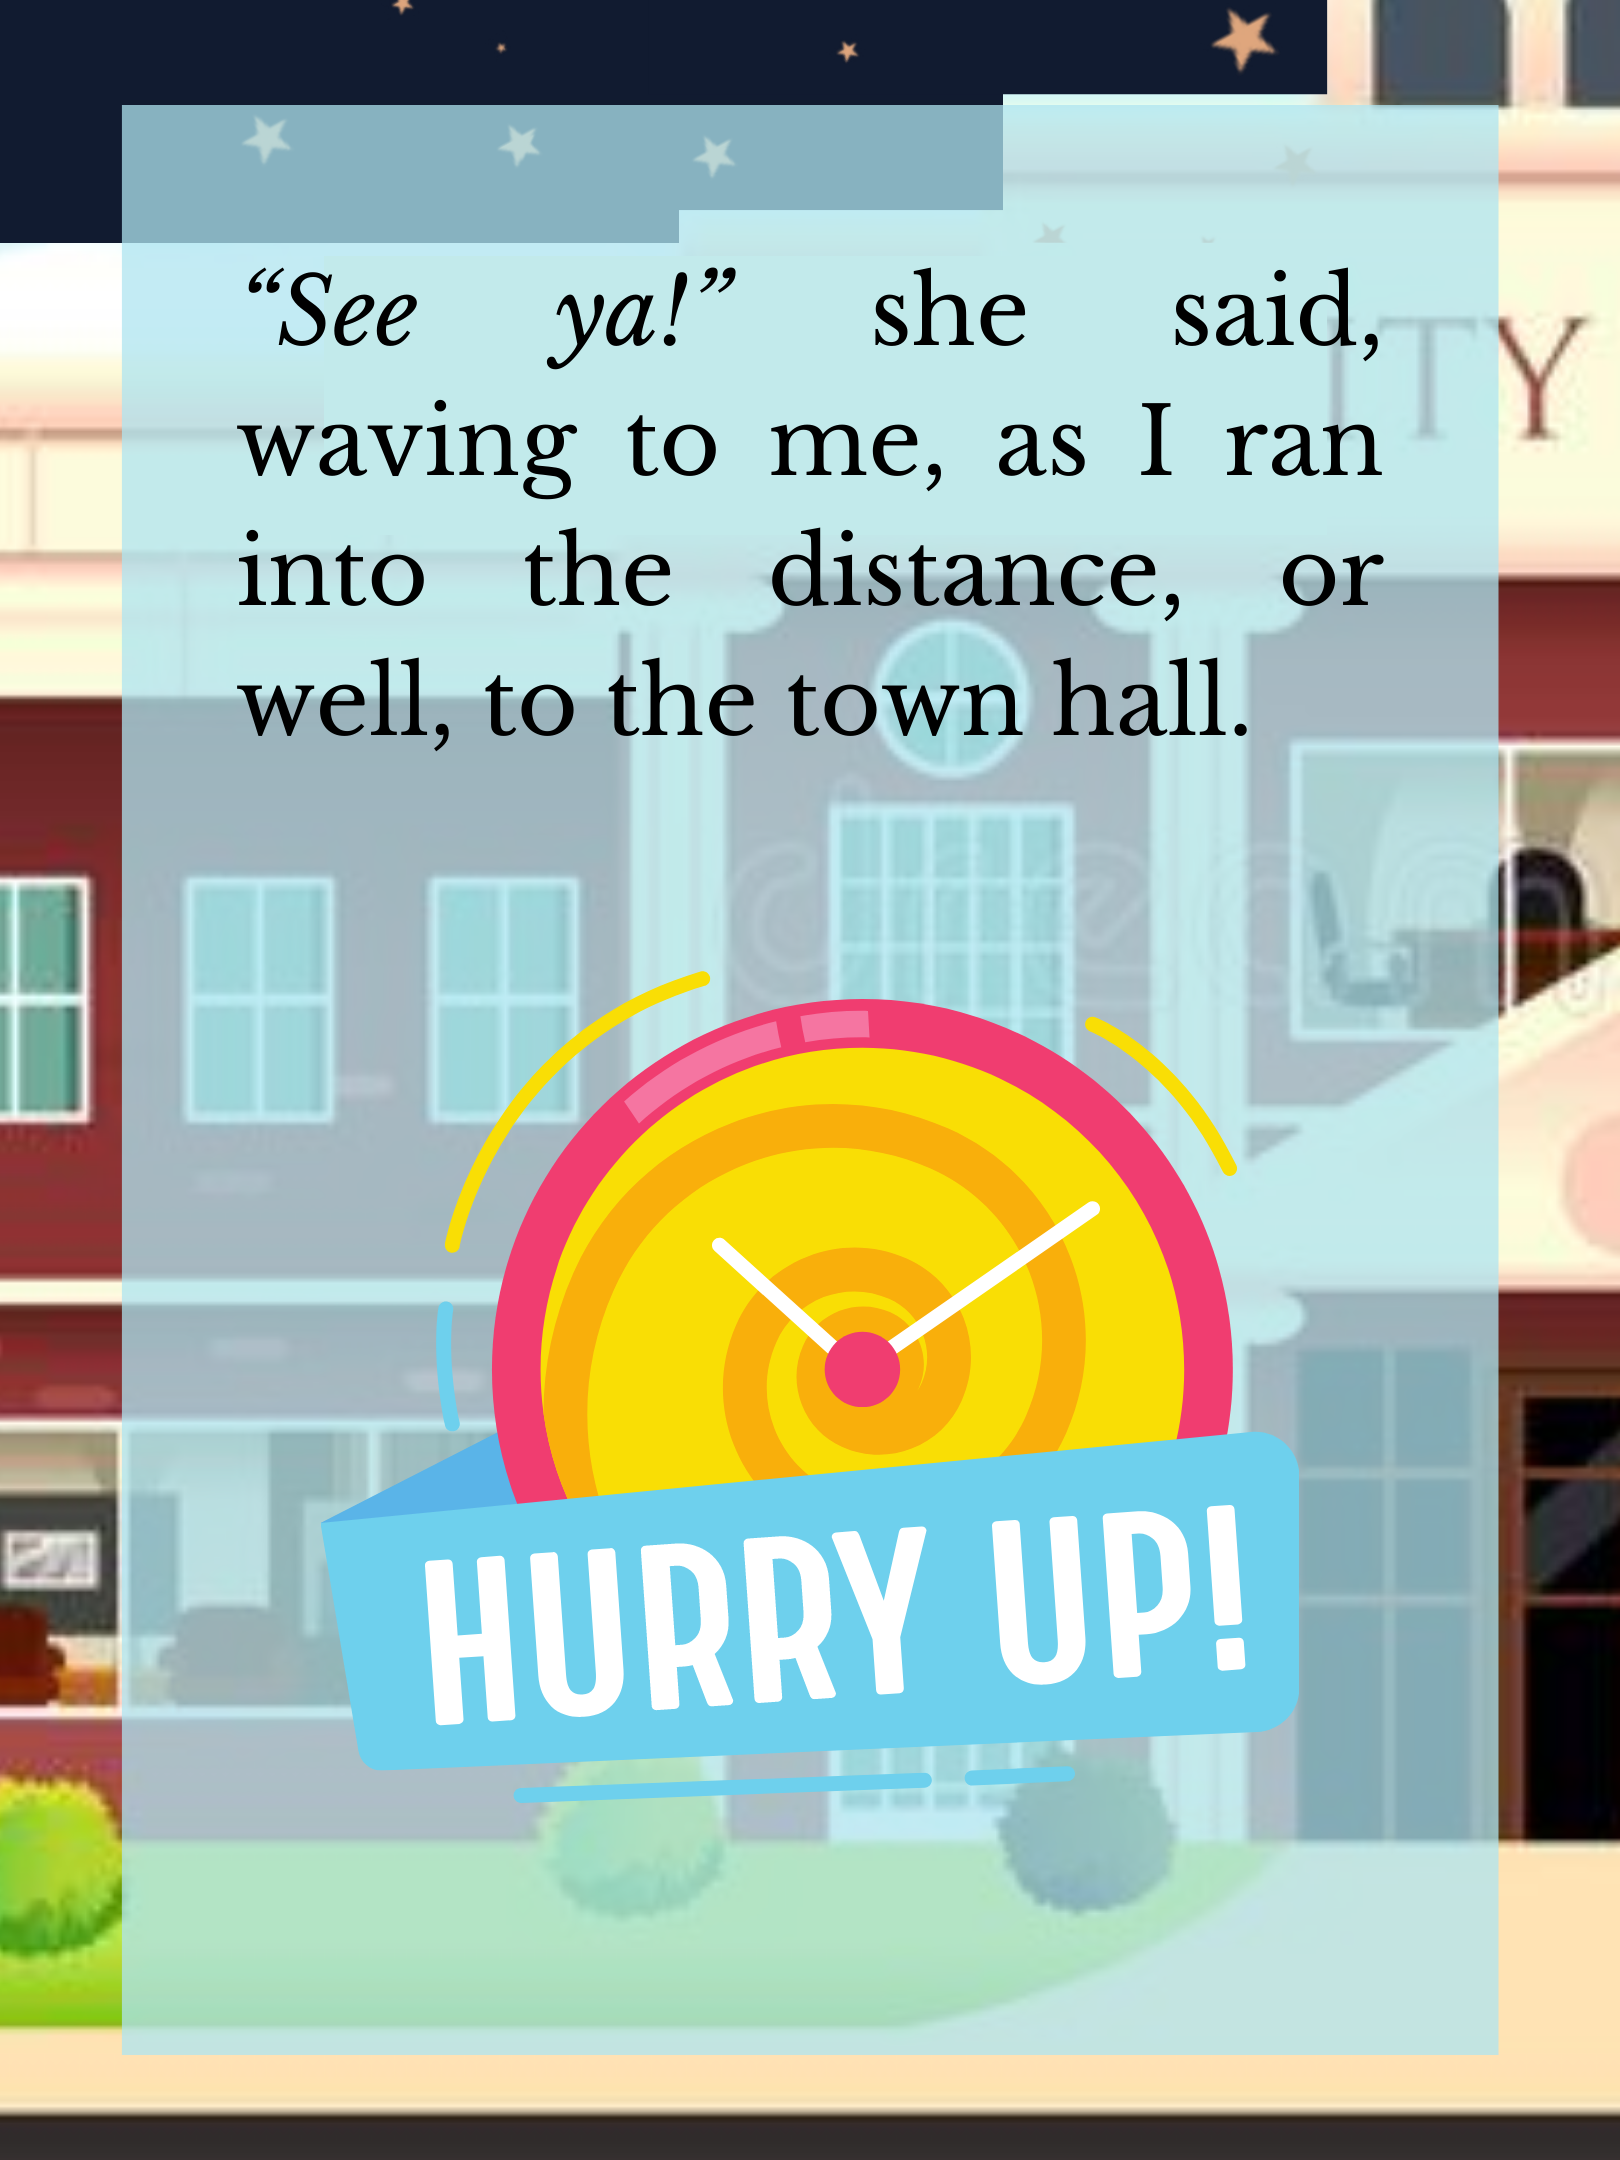 “See ya!” she said,
waving to me, as I ran
into the distance, or
well, to the town hall.
ITY
HURRY UP!